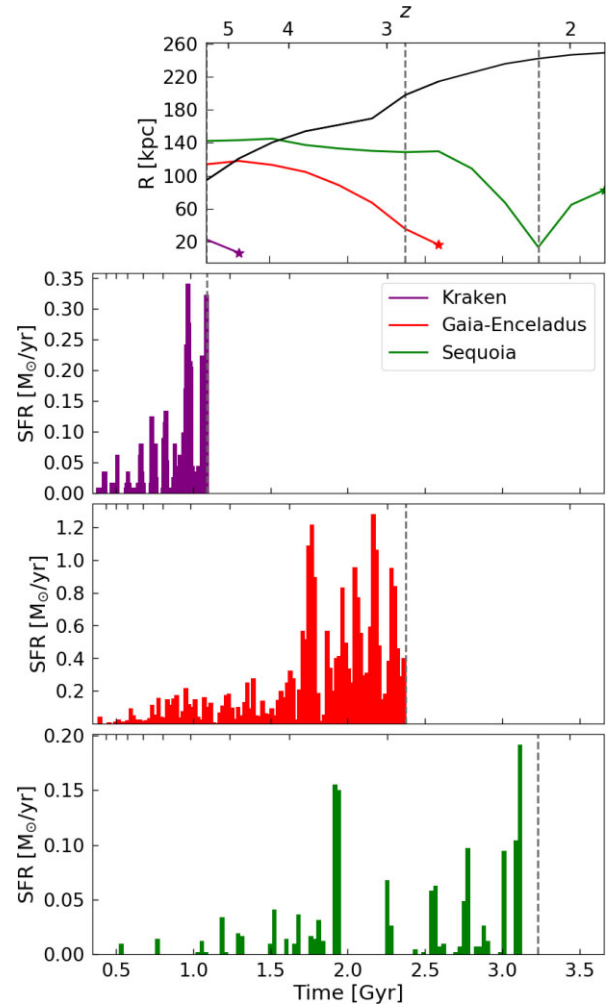 z
5 4 3 2
260
220
180
140
100
60
20
R [kpc]
0.35
0.30
0.25
0.20
0.15
0.10
0.05
0.00
SFR [M⊙/yr]
Kraken
Gaia-Enceladus
Sequoia
1.2
1.0
0.8
0.6
0.4
0.2
SFR [M⊙/yr]
0.20
0.15
0.10
0.05
0.00
SFR [M⊙/yr]
0.5 1.0 1.5 2.0 2.5 3.0 3.5
Time [Gyr]